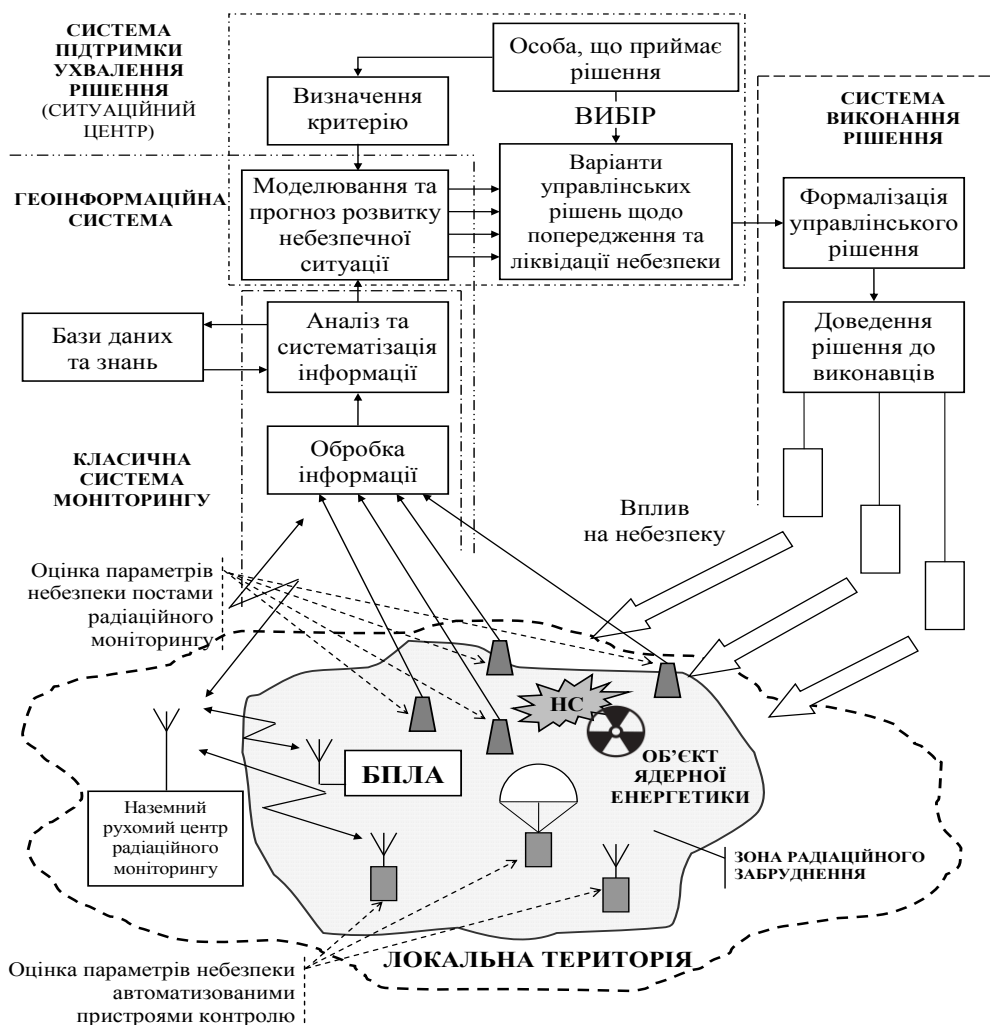 СИСТЕМА
ПІДТРИМКИ
УХВАЛЕННЯ
РІШЕННЯ
(СИТУАЦІЙНИЙ
ЦЕНТР)
Особа, що приймає
рішення
Визначення
критерію
ВИБІР
СИСТЕМА
ВИКОНАННЯ
РІШЕННЯ
ГЕОІНФОРМАЦІЙНА
СИСТЕМА
Моделювання та
прогноз розвитку
небезпечної
ситуації
Варіанти
управлінських
рішень щодо
попередження та
ліквідації небезпеки
Формалізація
управлінського
рішення
Бази даних
та знань
Аналіз та
систематізація
інформації
Доведення
рішення до
виконавців
КЛАСИЧНА
СИСТЕМА
МОНІТОРИНГУ
Обробка
інформації
Вплив
на небезпеку
Оцінка параметрів
небезпеки постами
радіаційного
моніторингу
НС
БПЛА
ОБ’ЄКТ
ЯДЕРНОЇ
ЕНЕРГЕТИКИ
Наземний
рухомий центр
радіаційного
моніторингу
ЗОНА РАДІАЦІЙНОГО
ЗАБРУДНЕННЯ
ЛОКАЛЬНА ТЕРИТОРІЯ
Оцінка параметрів небезпеки
автоматизованими
пристроями контролю